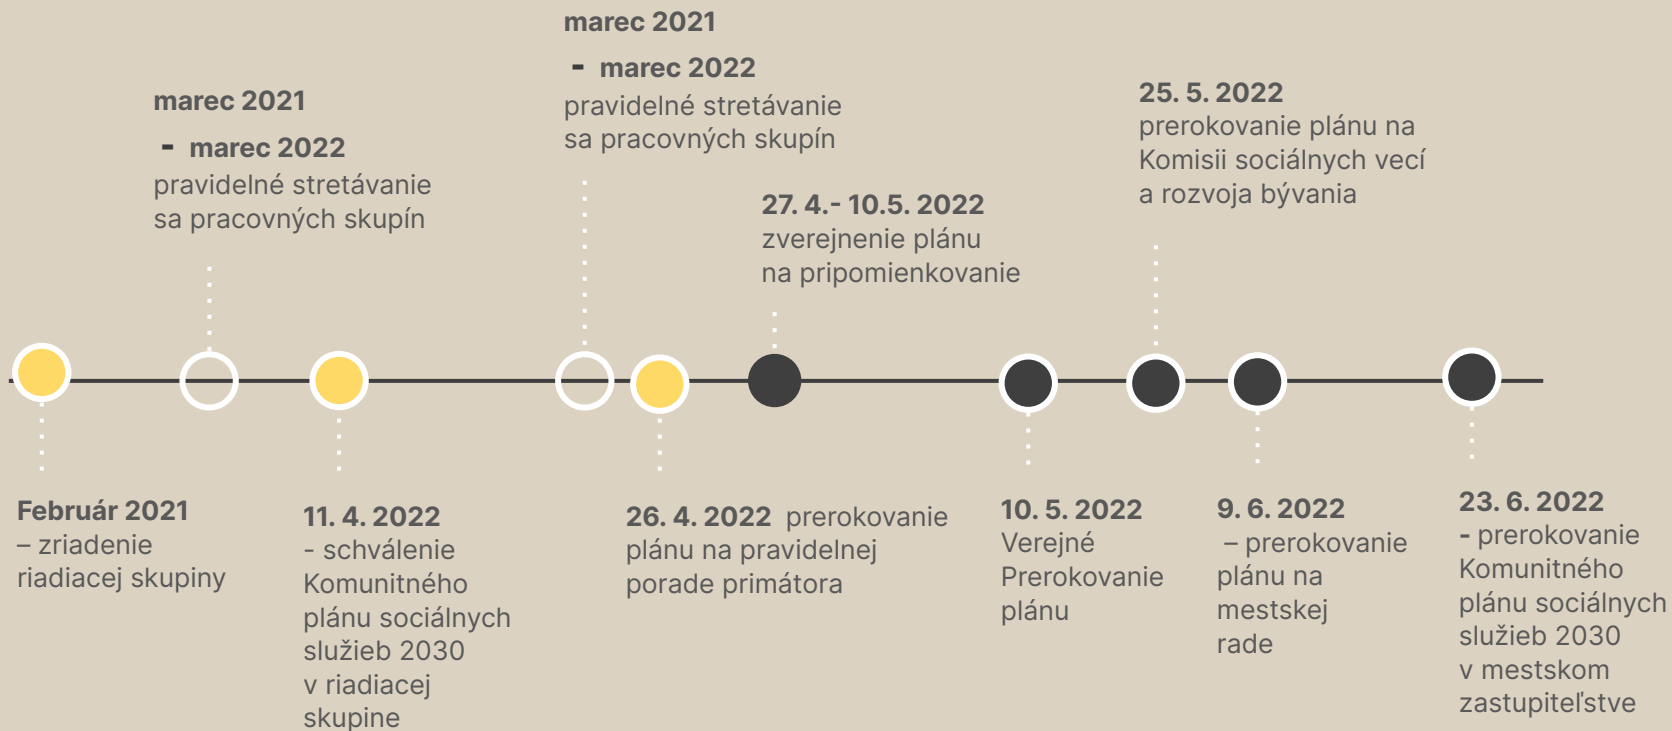 marec 2021
- marec 2022
pravidelné stretávanie
sa pracovných skupín
marec 2021
- marec 2022
pravidelné stretávanie
sa pracovných skupín
27. 4.- 10.5. 2022
zverejnenie plánu
na pripomienkovanie
25. 5. 2022
prerokovanie plánu na
Komisii sociálnych vecí
a rozvoja bývania
Február 2021
– zriadenie
riadiacej skupiny
11. 4. 2022
- schválenie
Komunitného
plánu sociálnych
služieb 2030
v riadiacej
skupine
26. 4. 2022 prerokovanie
plánu na pravidelnej
porade primátora
10. 5. 2022
Verejné
Prerokovanie
plánu
9. 6. 2022
– prerokovanie
plánu na
mestskej
rade
23. 6. 2022
- prerokovanie
Komunitného
plánu sociálnych
služieb 2030
v mestskom
zastupiteľstve